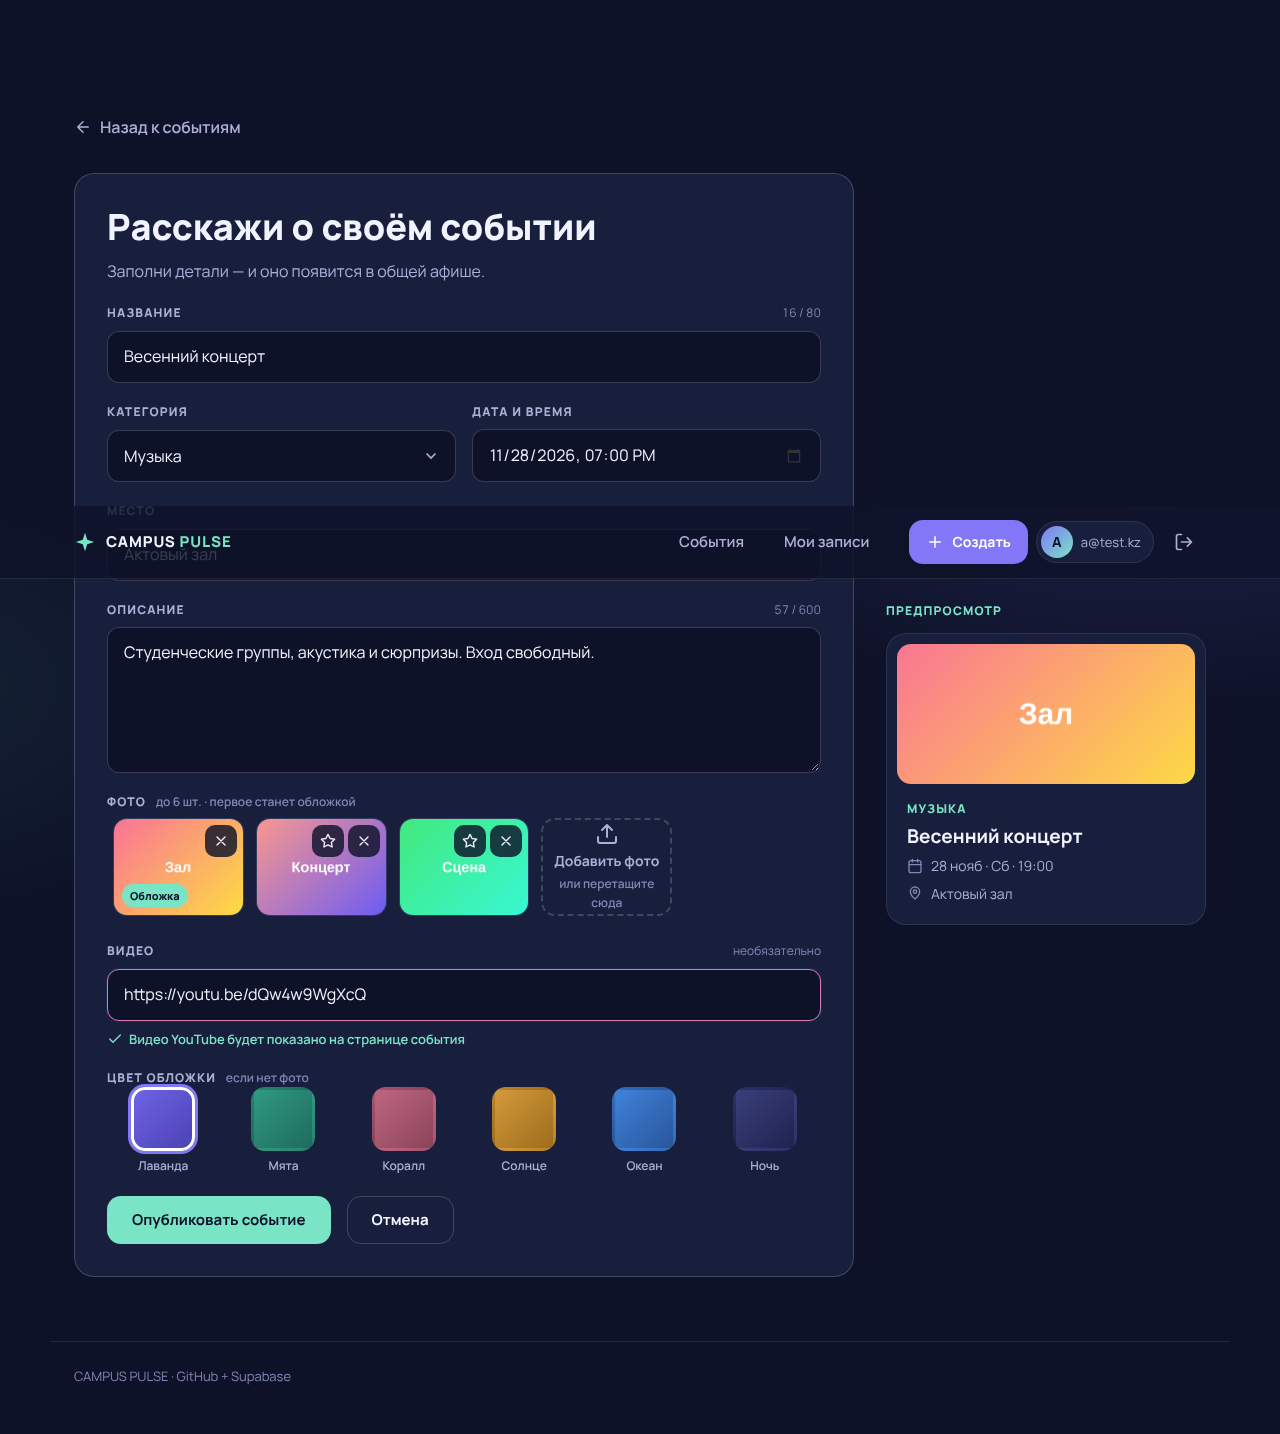 Назад к событиям
Расскажи о своём событии
Заполни детали — и оно появится в общей афише.
НАЗВАНИЕ
16 / 80
Весенний концерт
КАТЕГОРИЯ
ДАТА И ВРЕМЯ
Музыка
11/28/2026, 07:00 PM
МЕСТО
Актовый зал
CAMPUS PULSE
События
Мои записи
Создать
A
a@test.kz
ОПИСАНИЕ
57 / 600
Студенческие группы, акустика и сюрпризы. Вход свободный.
ФОТО до 6 шт. · первое станет обложкой
Зал
Обложка
Концерт
Сцена
Добавить фото
или перетащите
сюда
ВИДЕО
необязательно
https://youtu.be/dQw4w9WgXcQ
Видео YouTube будет показано на странице события
ЦВЕТ ОБЛОЖКИ если нет фото
Лаванда
Мята
Коралл
Солнце
Океан
Ночь
Опубликовать событие
Отмена
ПРЕДПРОСМОТР
Зал
МУЗЫКА
Весенний концерт
28 нояб · Сб · 19:00
Актовый зал
CAMPUS PULSE · GitHub + Supabase